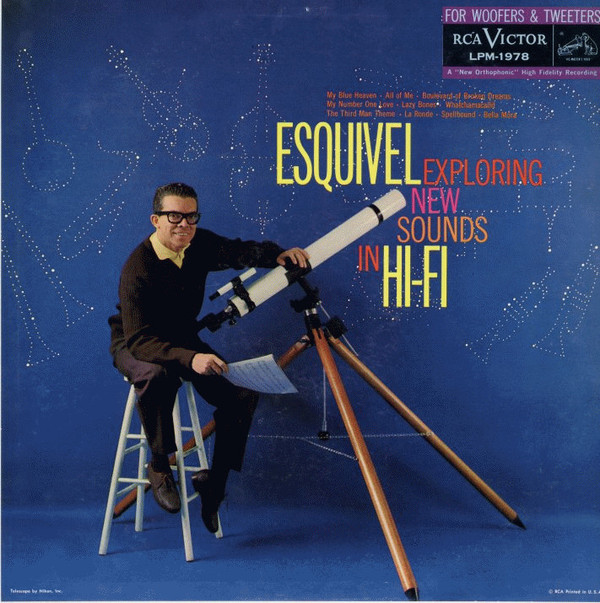 FOR WOOFERS & TWEETERS
RCA VICTOR
LPM-1978
A "New Orthophonic" High Fidelity Recording
My Blue Heaven · All of Me · Boulevard of Broken Dreams
My Number One Love · Lazy Bones · Whatchamacallit
The Third Man Theme · La Ronde · Spellbound · Bella Mora
ESQUIVEL EXPLORING
NEW
SOUNDS
IN HI-FI
Telescope by Nihon, Inc.
© RCA Printed in U.S.A.